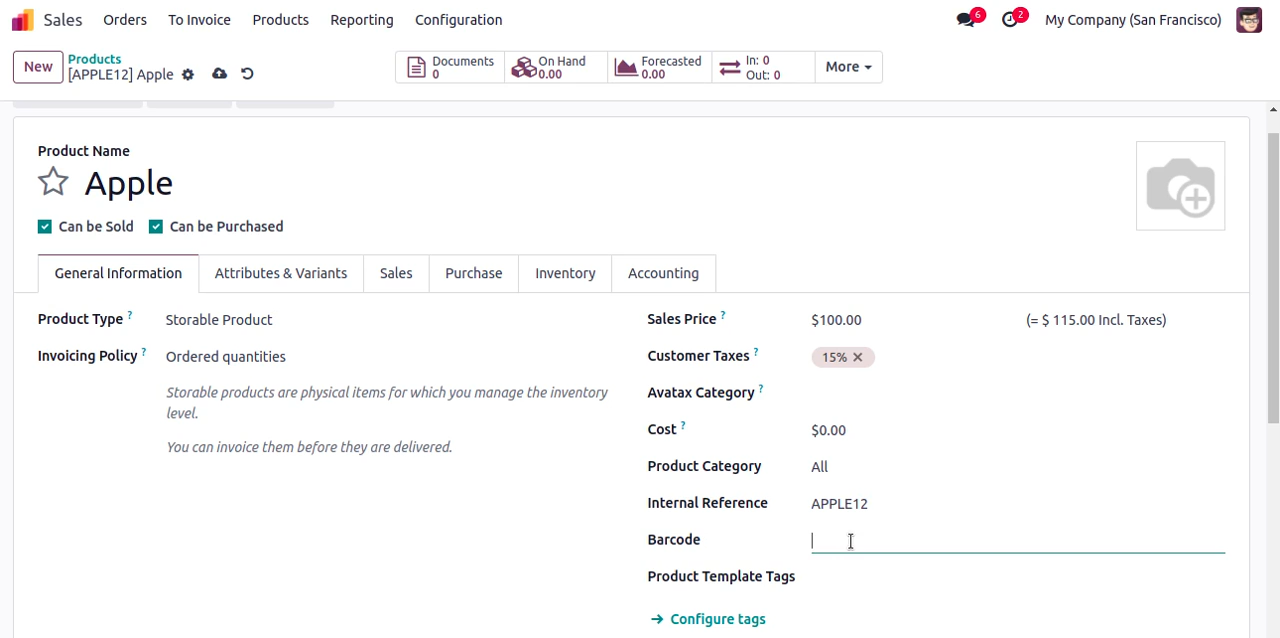 Sales Orders To Invoice Products Reporting Configuration 6 2 My Company (San Francisco)
New Products
[APPLE12] Apple
Documents
0
On Hand
0.00
Forecasted
0.00
In: 0
Out: 0
More
Product Name
Apple
Can be Sold Can be Purchased
General Information Attributes & Variants Sales Purchase Inventory Accounting
Product Type ? Storable Product
Invoicing Policy ? Ordered quantities
Storable products are physical items for which you manage the inventory
level.
You can invoice them before they are delivered.
Sales Price ? $100.00 (= $ 115.00 Incl. Taxes)
Customer Taxes ? 15%
Avatax Category ?
Cost ? $0.00
Product Category All
Internal Reference APPLE12
Barcode
Product Template Tags
Configure tags